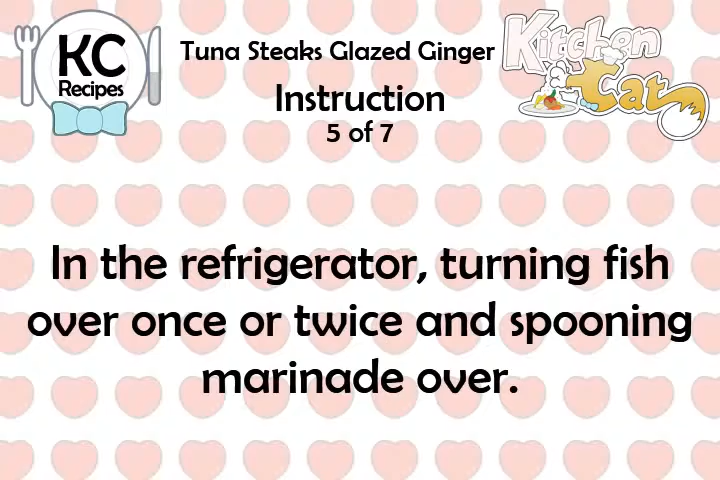 KC
Recipes
Tuna Steaks Glazed Ginger
Kitchen
Cat
Instruction
5 of 7
In the refrigerator, turning fish
over once or twice and spooning
marinade over.